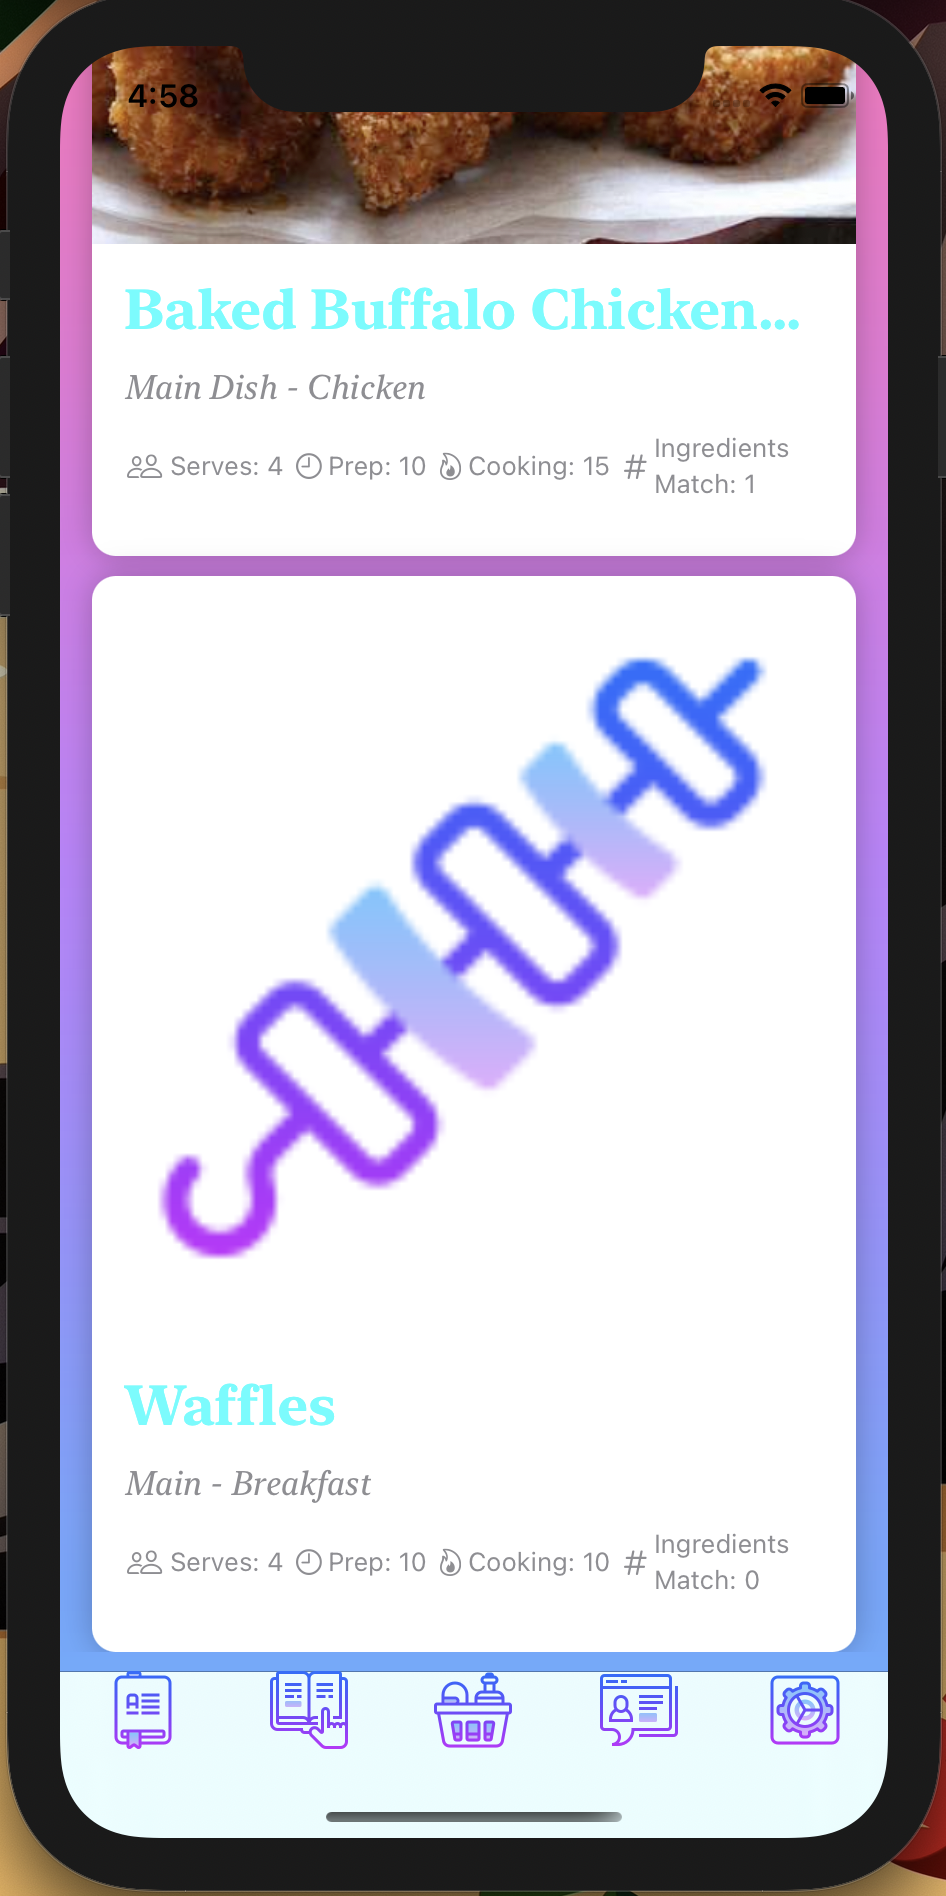 4:58
Baked Buffalo Chicken...
Main Dish - Chicken
Serves: 4 Prep: 10 Cooking: 15 # Ingredients
Match: 1
Waffles
Main - Breakfast
Serves: 4 Prep: 10 Cooking: 10 # Ingredients
Match: 0
A